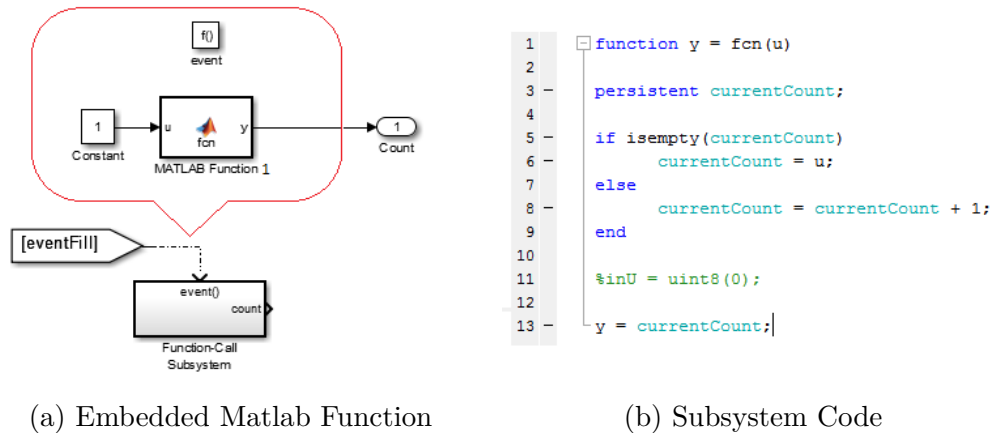 f()
event
1
Constant
u
fcn
y
MATLAB Function 1
1
Count
[eventFill]
event()
count
Function-Call
Subsystem
(a) Embedded Matlab Function
1 function y = fcn(u)
2
3 – persistent currentCount;
4
5 – if isempty(currentCount)
6 – currentCount = u;
7 else
8 – currentCount = currentCount + 1;
9 end
10
11 %inU = uint8(0);
12
13 – y = currentCount;
(b) Subsystem Code